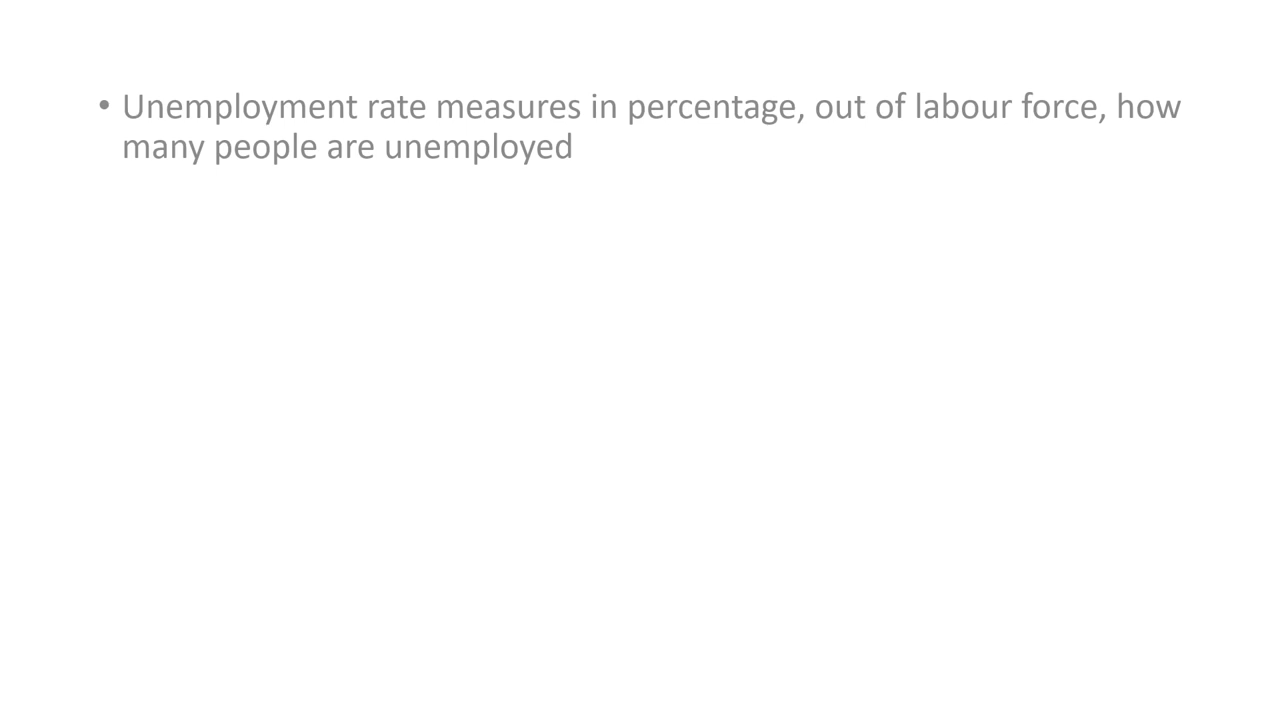 • Unemployment rate measures in percentage, out of labour force, how
many people are unemployed